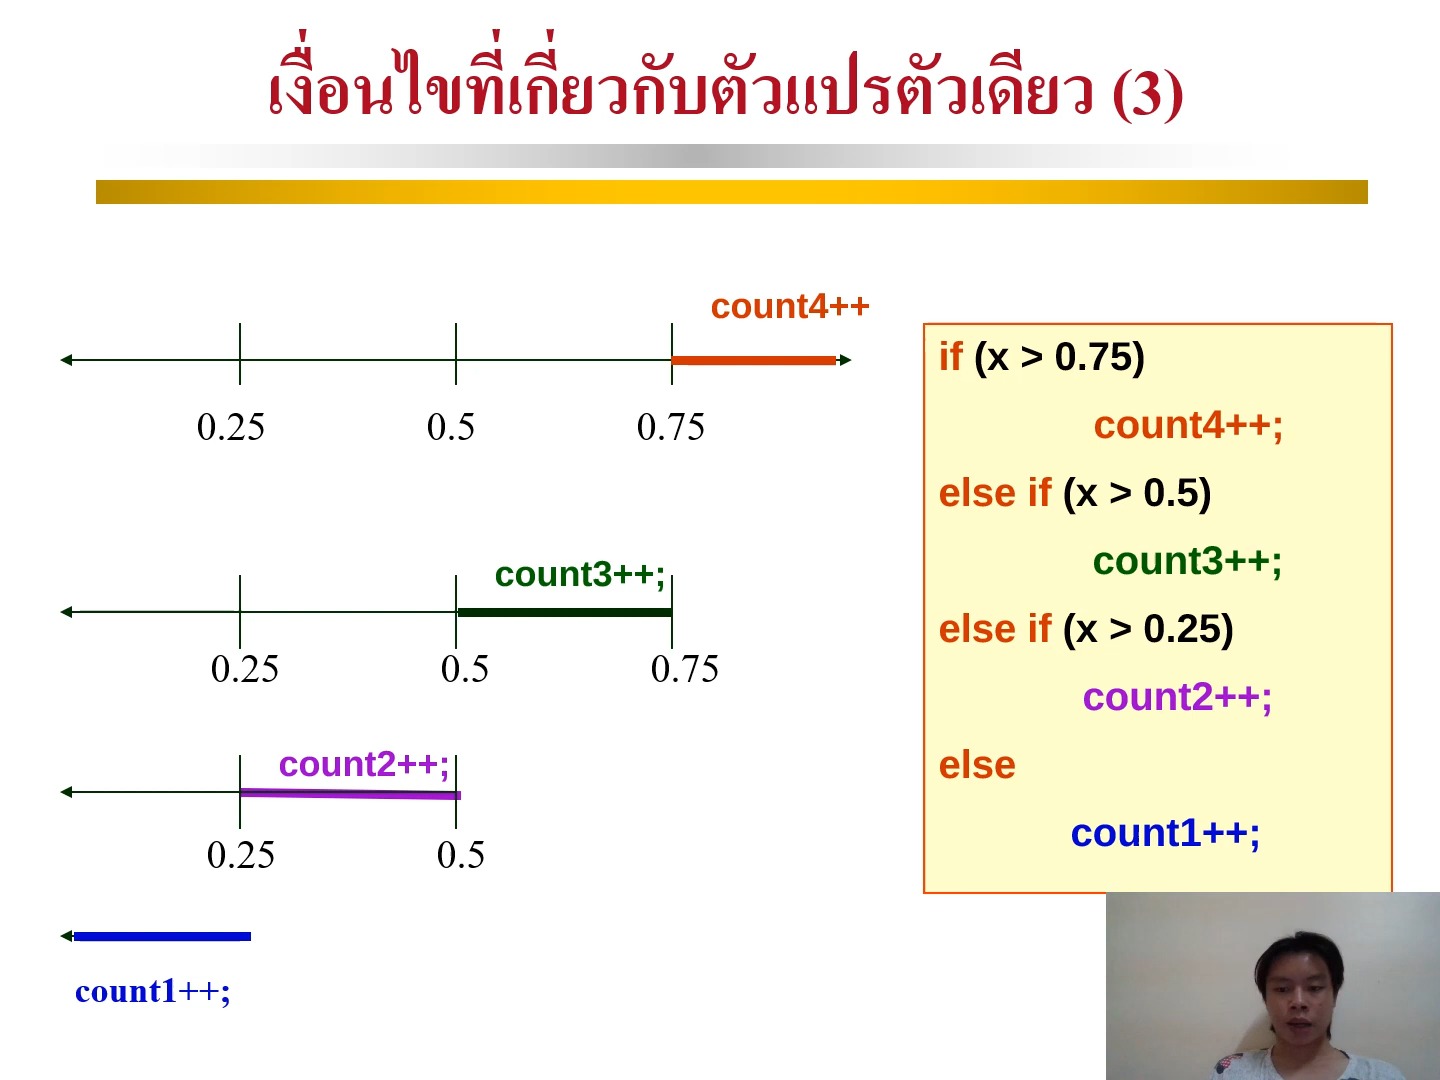 เงื่อนไขที่เกี่ยวกับตัวแปรตัวเดียว (3)
count4++
0.25 0.5 0.75
count3++;
0.25 0.5 0.75
count2++;
0.25 0.5
count1++;
if (x > 0.75)
count4++;
else if (x > 0.5)
count3++;
else if (x > 0.25)
count2++;
else
count1++;